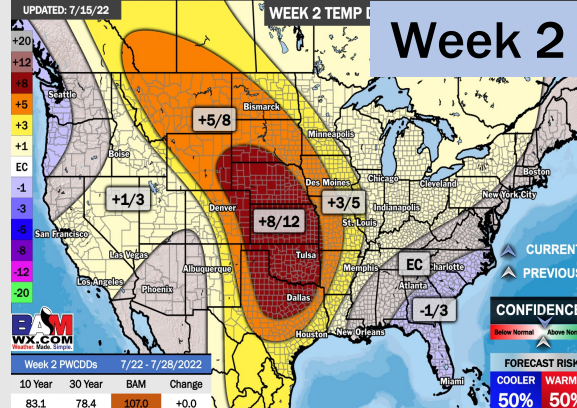 UPDATED: 7/15/22
WEEK 2 TEMP D
Week 2
+20
+12
+8
+5
+3
+1
EC
-1
-3
-5
-8
-12
-20
Seattle
Boise
San Francisco
Las Vegas
Los Angeles
Phoenix
Albuquerque
Denver
Bismarck
Minneapolis
Des Moines
Chicago
Cleveland
Indianapolis
St. Louis
Tulsa
Memphis
Dallas
Houston
New Orleans
Atlanta
Charlotte
Miami
New York City
Boston
+5/8
+1/3
+8/12
+3/5
EC
-1/3
CURRENT
PREVIOUS
CONFIDENCE
Below Normal
Above Nor
FORECAST RISK
COOLER
WARM
50%
50%
BAM
WX.COM
Weather. Made. Simple.
Week 2 PWCDDs 7/22 - 7/28/2022
10 Year 30 Year BAM Change
83.1 78.4 107.0 +0.0